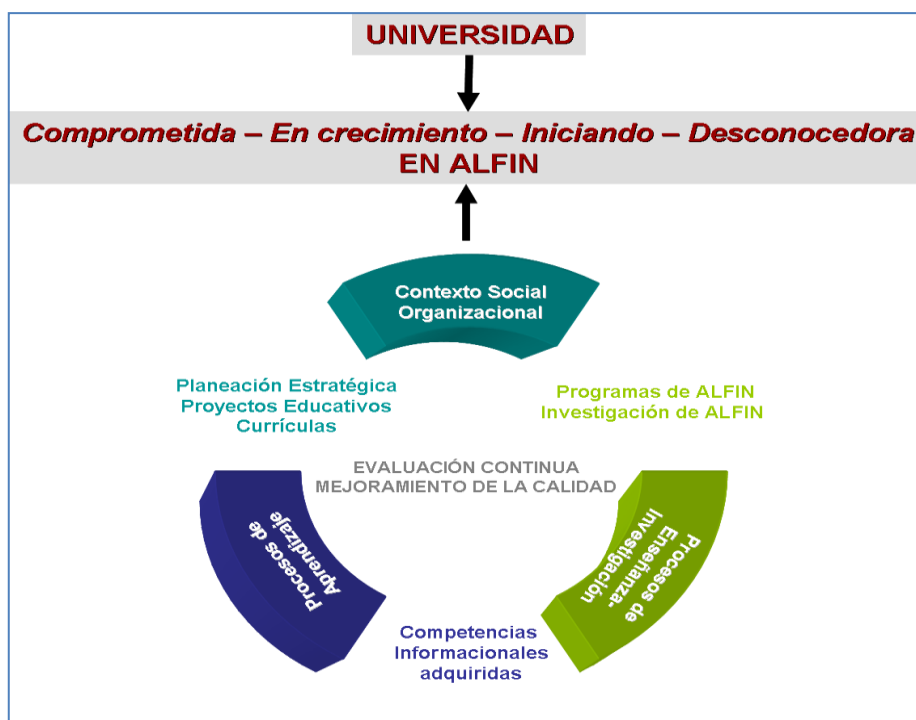 UNIVERSIDAD
Comprometida – En crecimiento – Iniciando – Desconocedora
EN ALFIN
Contexto Social
Organizacional
Planeación Estratégica
Proyectos Educativos
Currículas
Programas de ALFIN
Investigación de ALFIN
EVALUACIÓN CONTINUA
MEJORAMIENTO DE LA CALIDAD
Procesos de
Aprendizaje
Procesos de
Enseñanza-
Investigación
Competencias
Informacionales
adquiridas